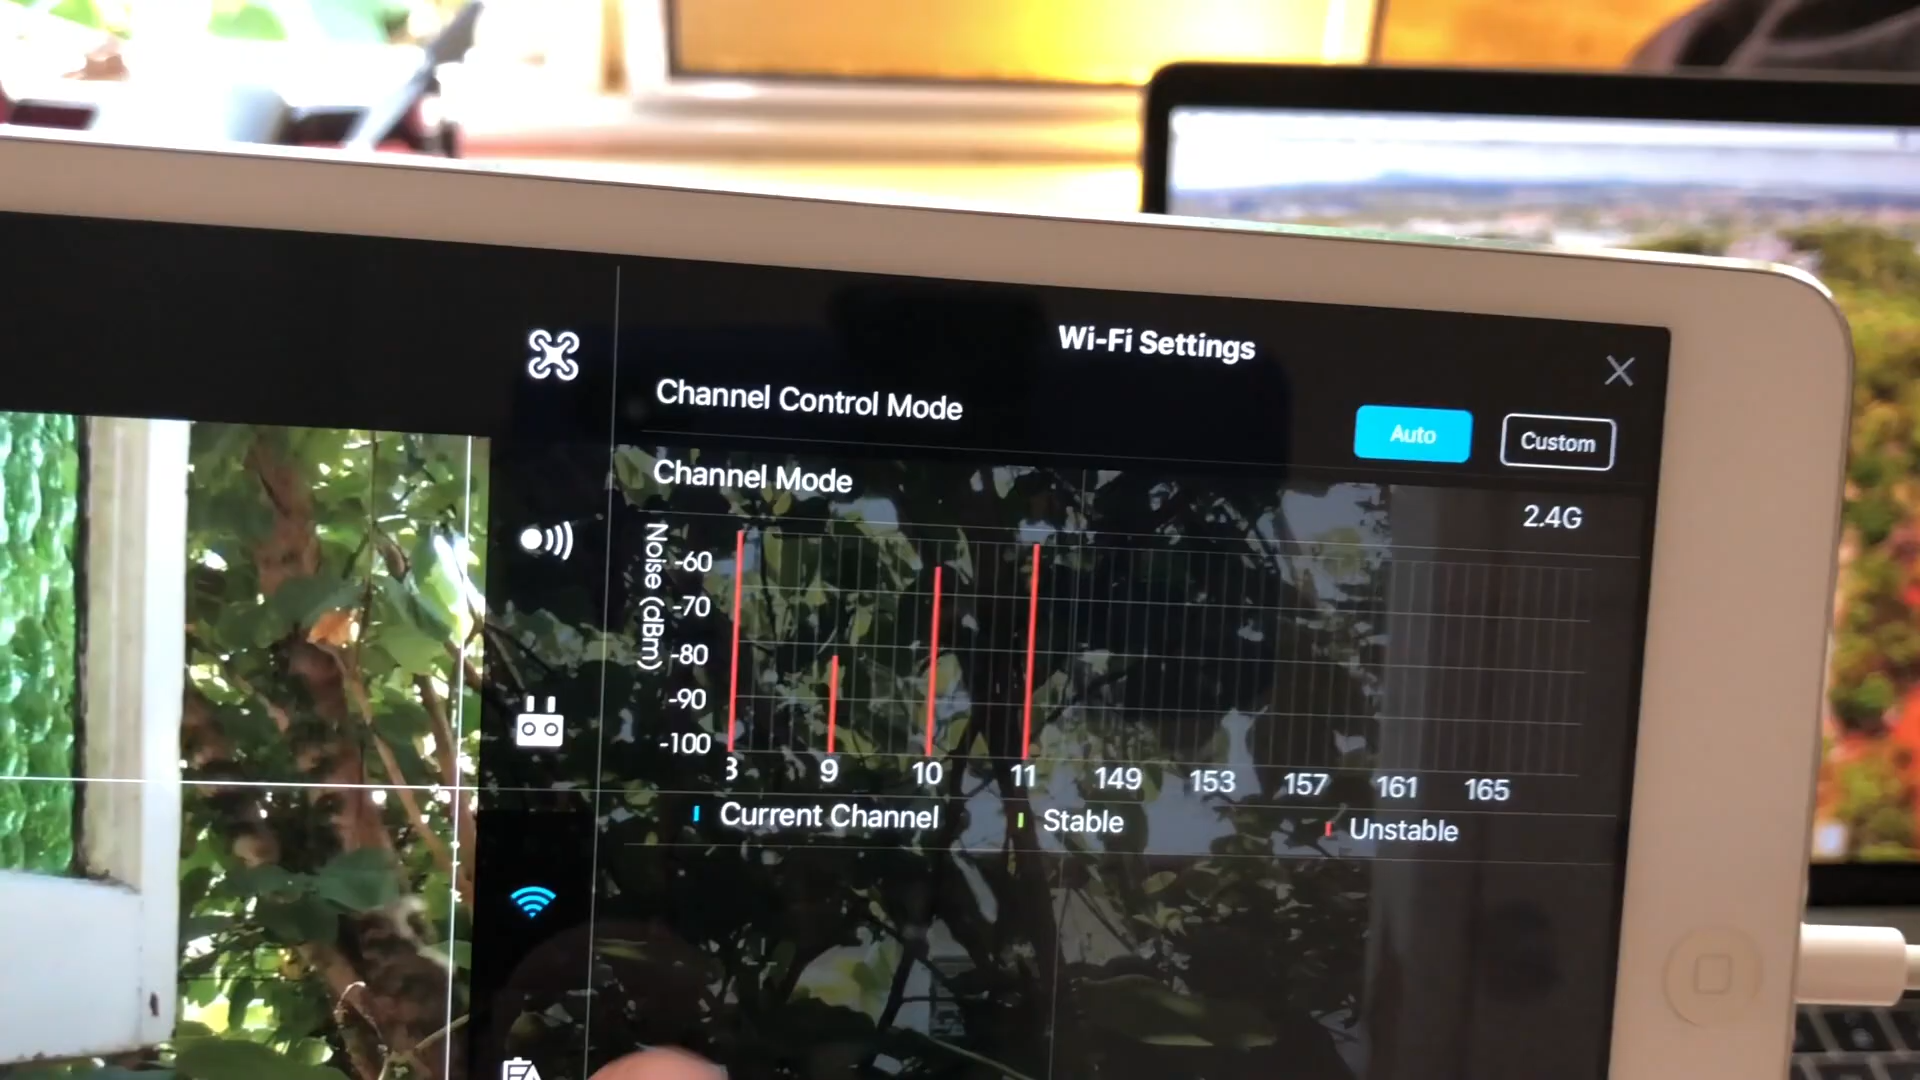 Wi-Fi Settings
Channel Control Mode
Auto
Custom
Channel Mode
2.4G
Noise (dBm)
-60
-70
-80
-90
-100
9 10 11 149 153 157 161 165
Current Channel Stable Unstable